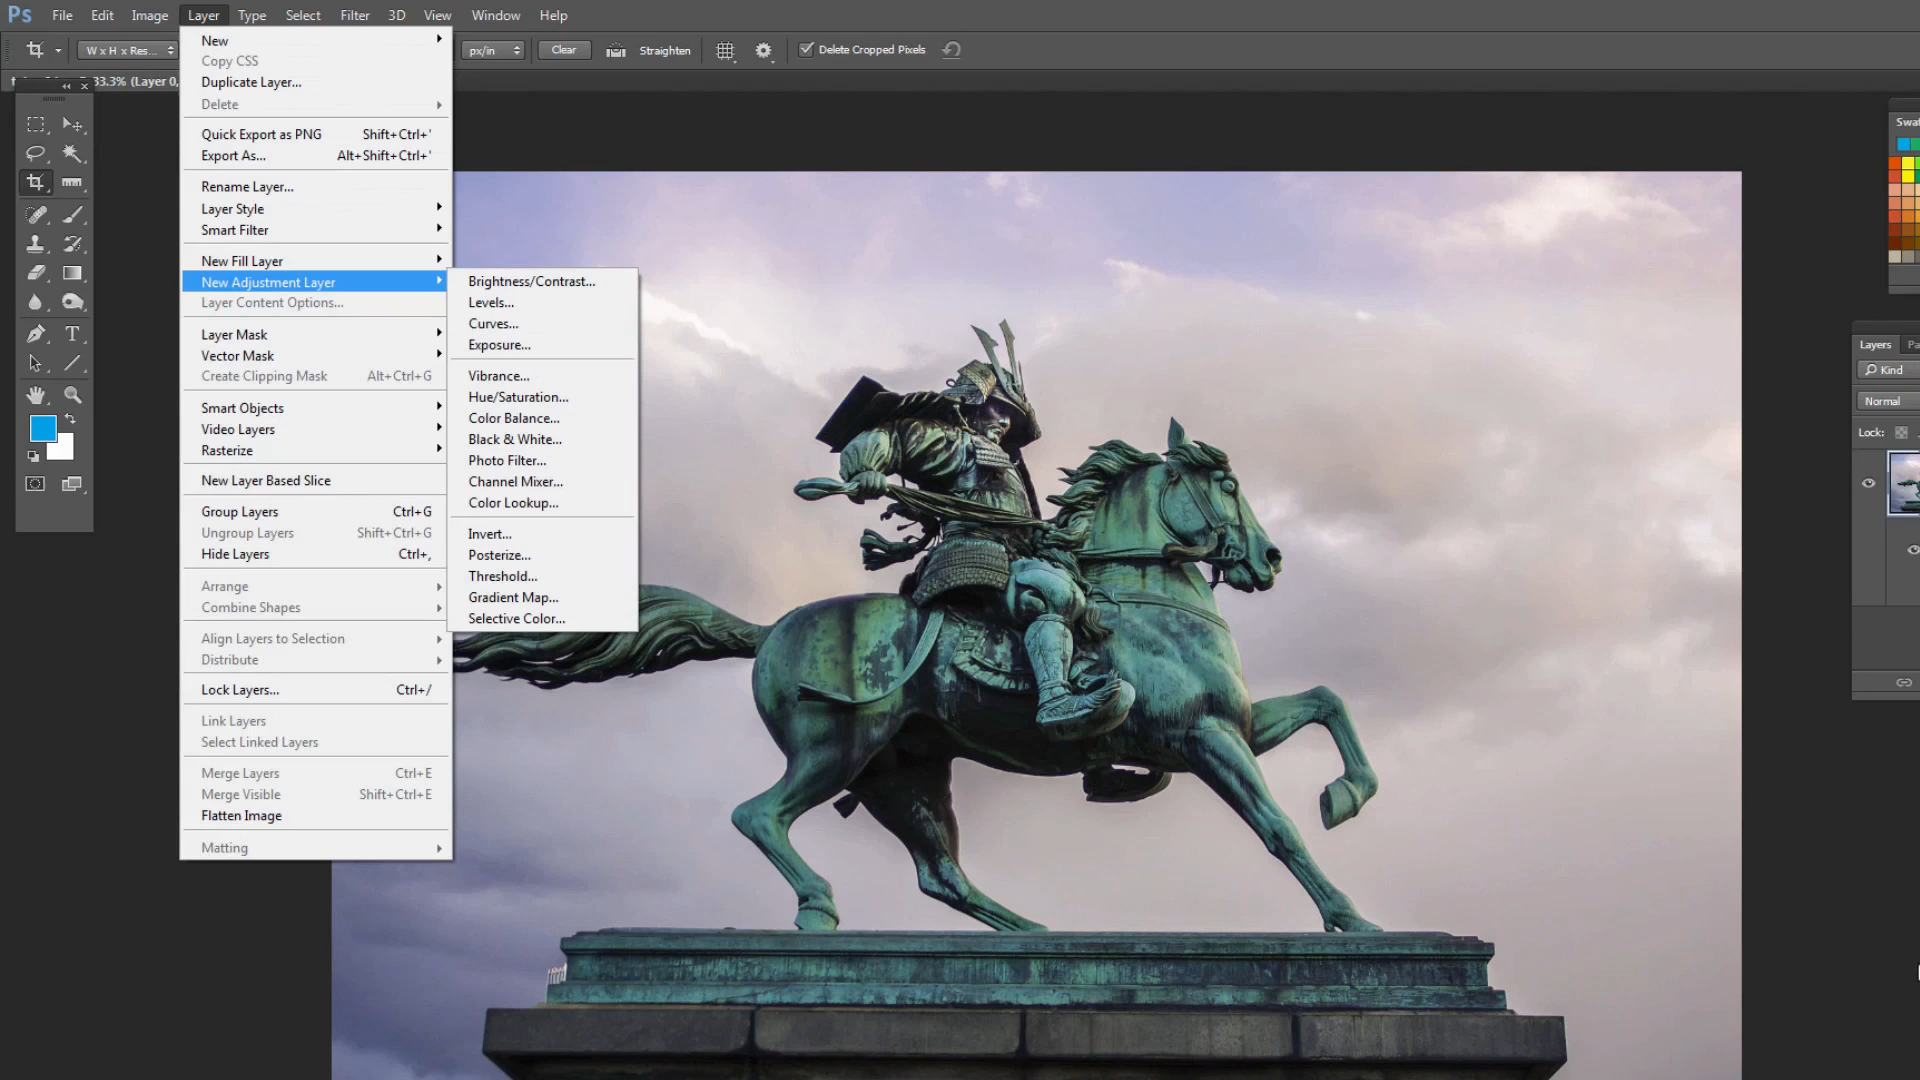 Ps File Edit Image Layer Type Select Filter 3D View Window Help
W x H x Res... px/in Clear Straighten Delete Cropped Pixels
33.3% (Layer 0,
New
Copy CSS
Duplicate Layer...
Delete
Quick Export as PNG Shift+Ctrl+'
Export As... Alt+Shift+Ctrl+'
Rename Layer...
Layer Style
Smart Filter
New Fill Layer
New Adjustment Layer
Layer Content Options...
Layer Mask
Vector Mask
Create Clipping Mask Alt+Ctrl+G
Smart Objects
Video Layers
Rasterize
New Layer Based Slice
Group Layers Ctrl+G
Ungroup Layers Shift+Ctrl+G
Hide Layers Ctrl+,
Arrange
Combine Shapes
Align Layers to Selection
Distribute
Lock Layers... Ctrl+/
Link Layers
Select Linked Layers
Merge Layers Ctrl+E
Merge Visible Shift+Ctrl+E
Flatten Image
Matting
Brightness/Contrast...
Levels...
Curves...
Exposure...
Vibrance...
Hue/Saturation...
Color Balance...
Black & White...
Photo Filter...
Channel Mixer...
Color Lookup...
Invert...
Posterize...
Threshold...
Gradient Map...
Selective Color...
Swat
Layers Pa
Kind
Normal
Lock: